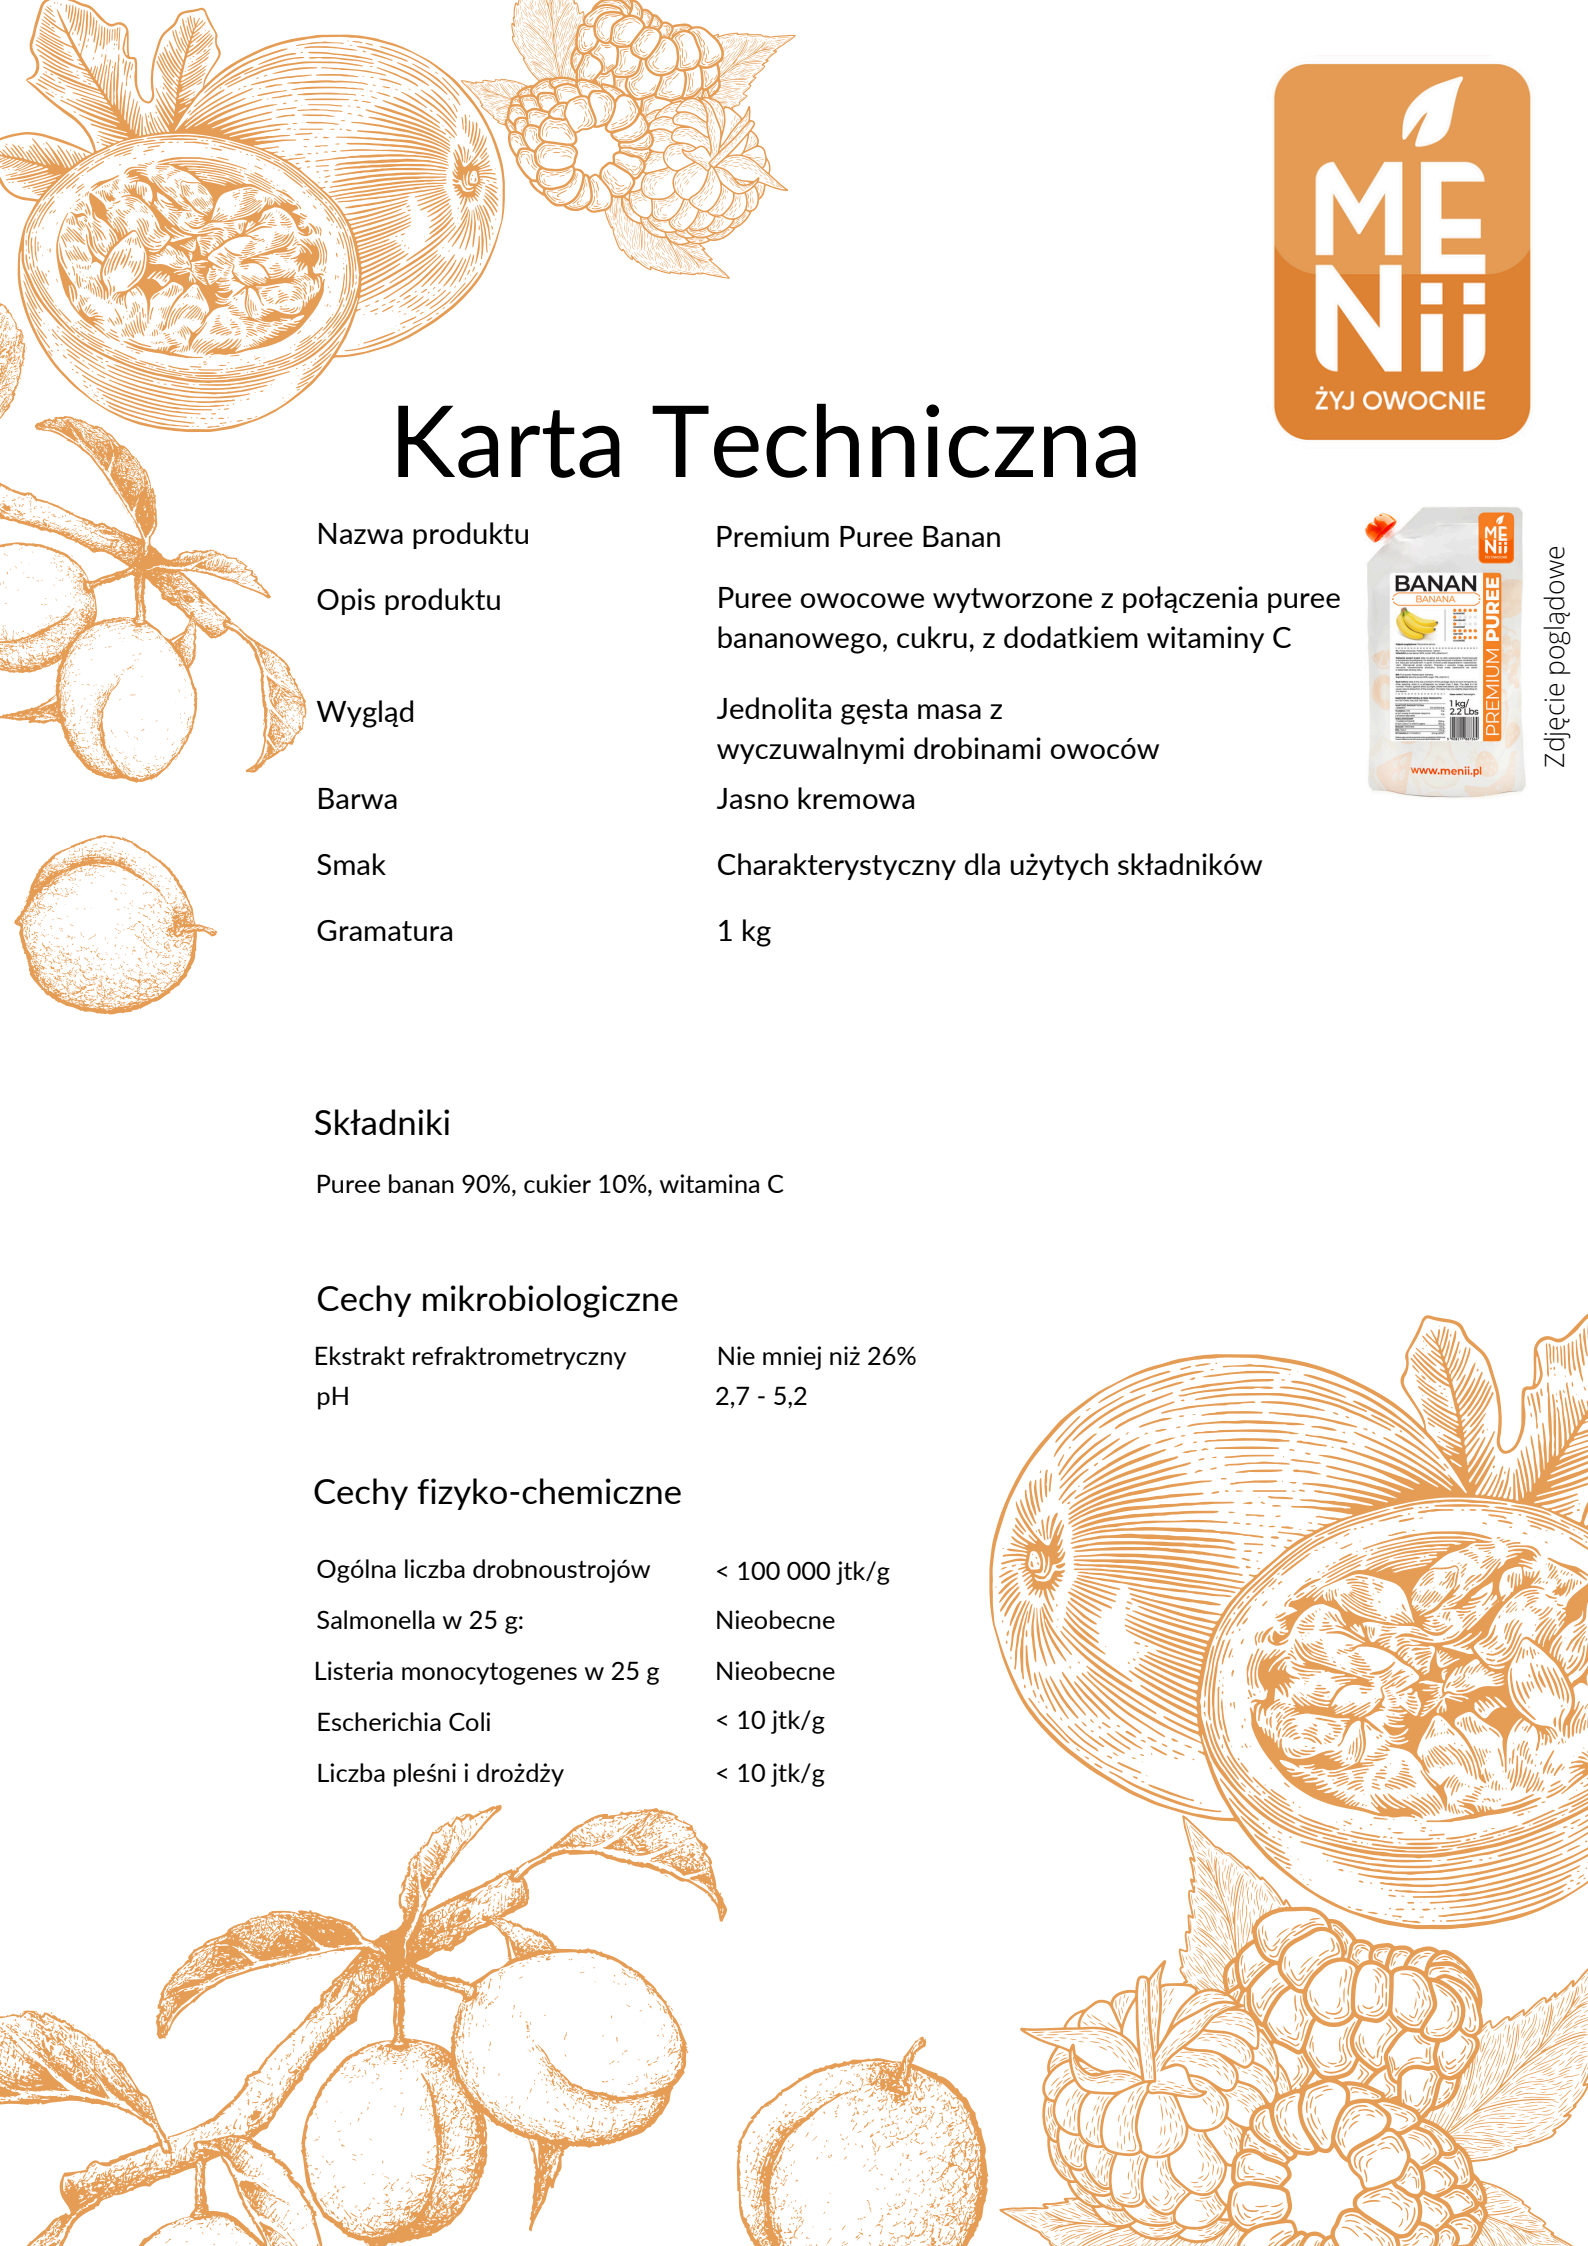 MENii
ŻYJ OWOCNIE
Karta Techniczna
Nazwa produktu
Premium Puree Banan
Opis produktu
Puree owocowe wytworzone z połączenia puree
bananowego, cukru, z dodatkiem witaminy C
Wygląd
Jednolita gęsta masa z
wyczuwalnymi drobinami owoców
Barwa
Jasno kremowa
Smak
Charakterystyczny dla użytych składników
Gramatura
1 kg
MENii
BANAN
BANANA
PREMIUM PUREE
1 kg/
2.2 Lbs
www.menii.pl
Zdjęcie poglądowe
Składniki
Puree banan 90%, cukier 10%, witamina C
Cechy mikrobiologiczne
Ekstrakt refraktrometryczny
Nie mniej niż 26%
pH
2,7 - 5,2
Cechy fizyko-chemiczne
Ogólna liczba drobnoustrojów
< 100 000 jtk/g
Salmonella w 25 g:
Nieobecne
Listeria monocytogenes w 25 g
Nieobecne
Escherichia Coli
< 10 jtk/g
Liczba pleśni i drożdży
< 10 jtk/g